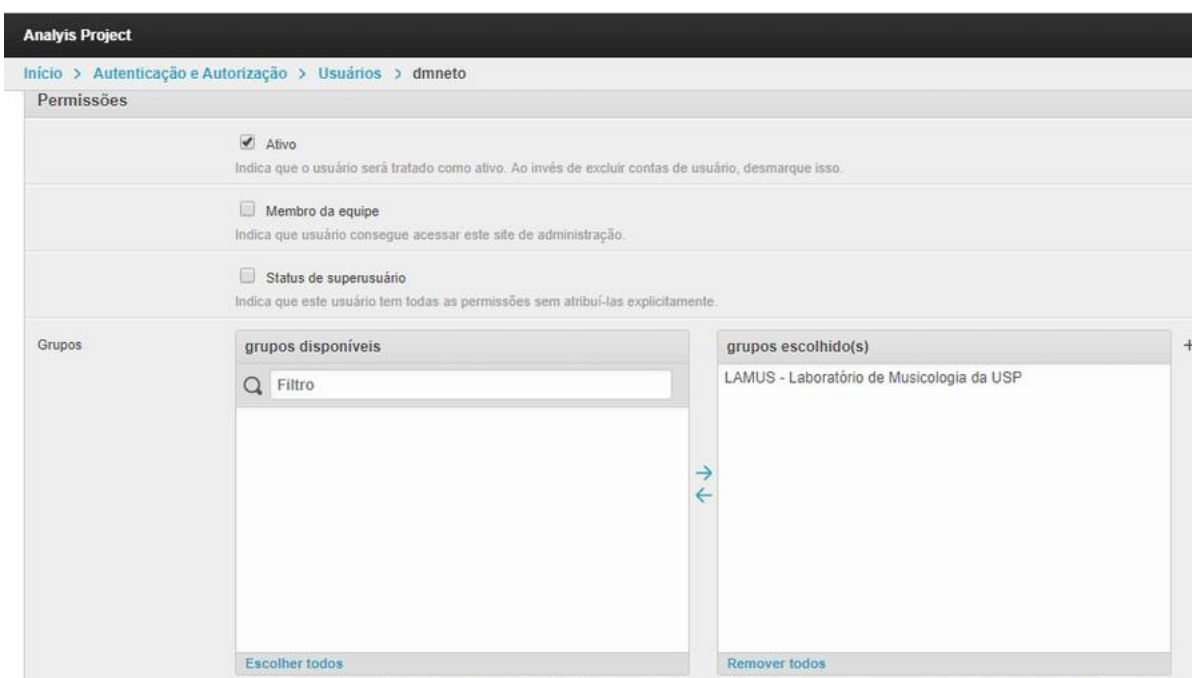 Analyis Project
Início > Autenticação e Autorização > Usuários > dmneto
Permissões
Ativo
Indica que o usuário será tratado como ativo. Ao invés de excluir contas de usuário, desmarque isso.
Membro da equipe
Indica que usuário consegue acessar este site de administração.
Status de superusuário
Indica que este usuário tem todas as permissões sem atribuí-las explicitamente.
Grupos
grupos disponíveis
Filtro
Escolher todos
grupos escolhido(s)
LAMUS - Laboratório de Musicologia da USP
Remover todos